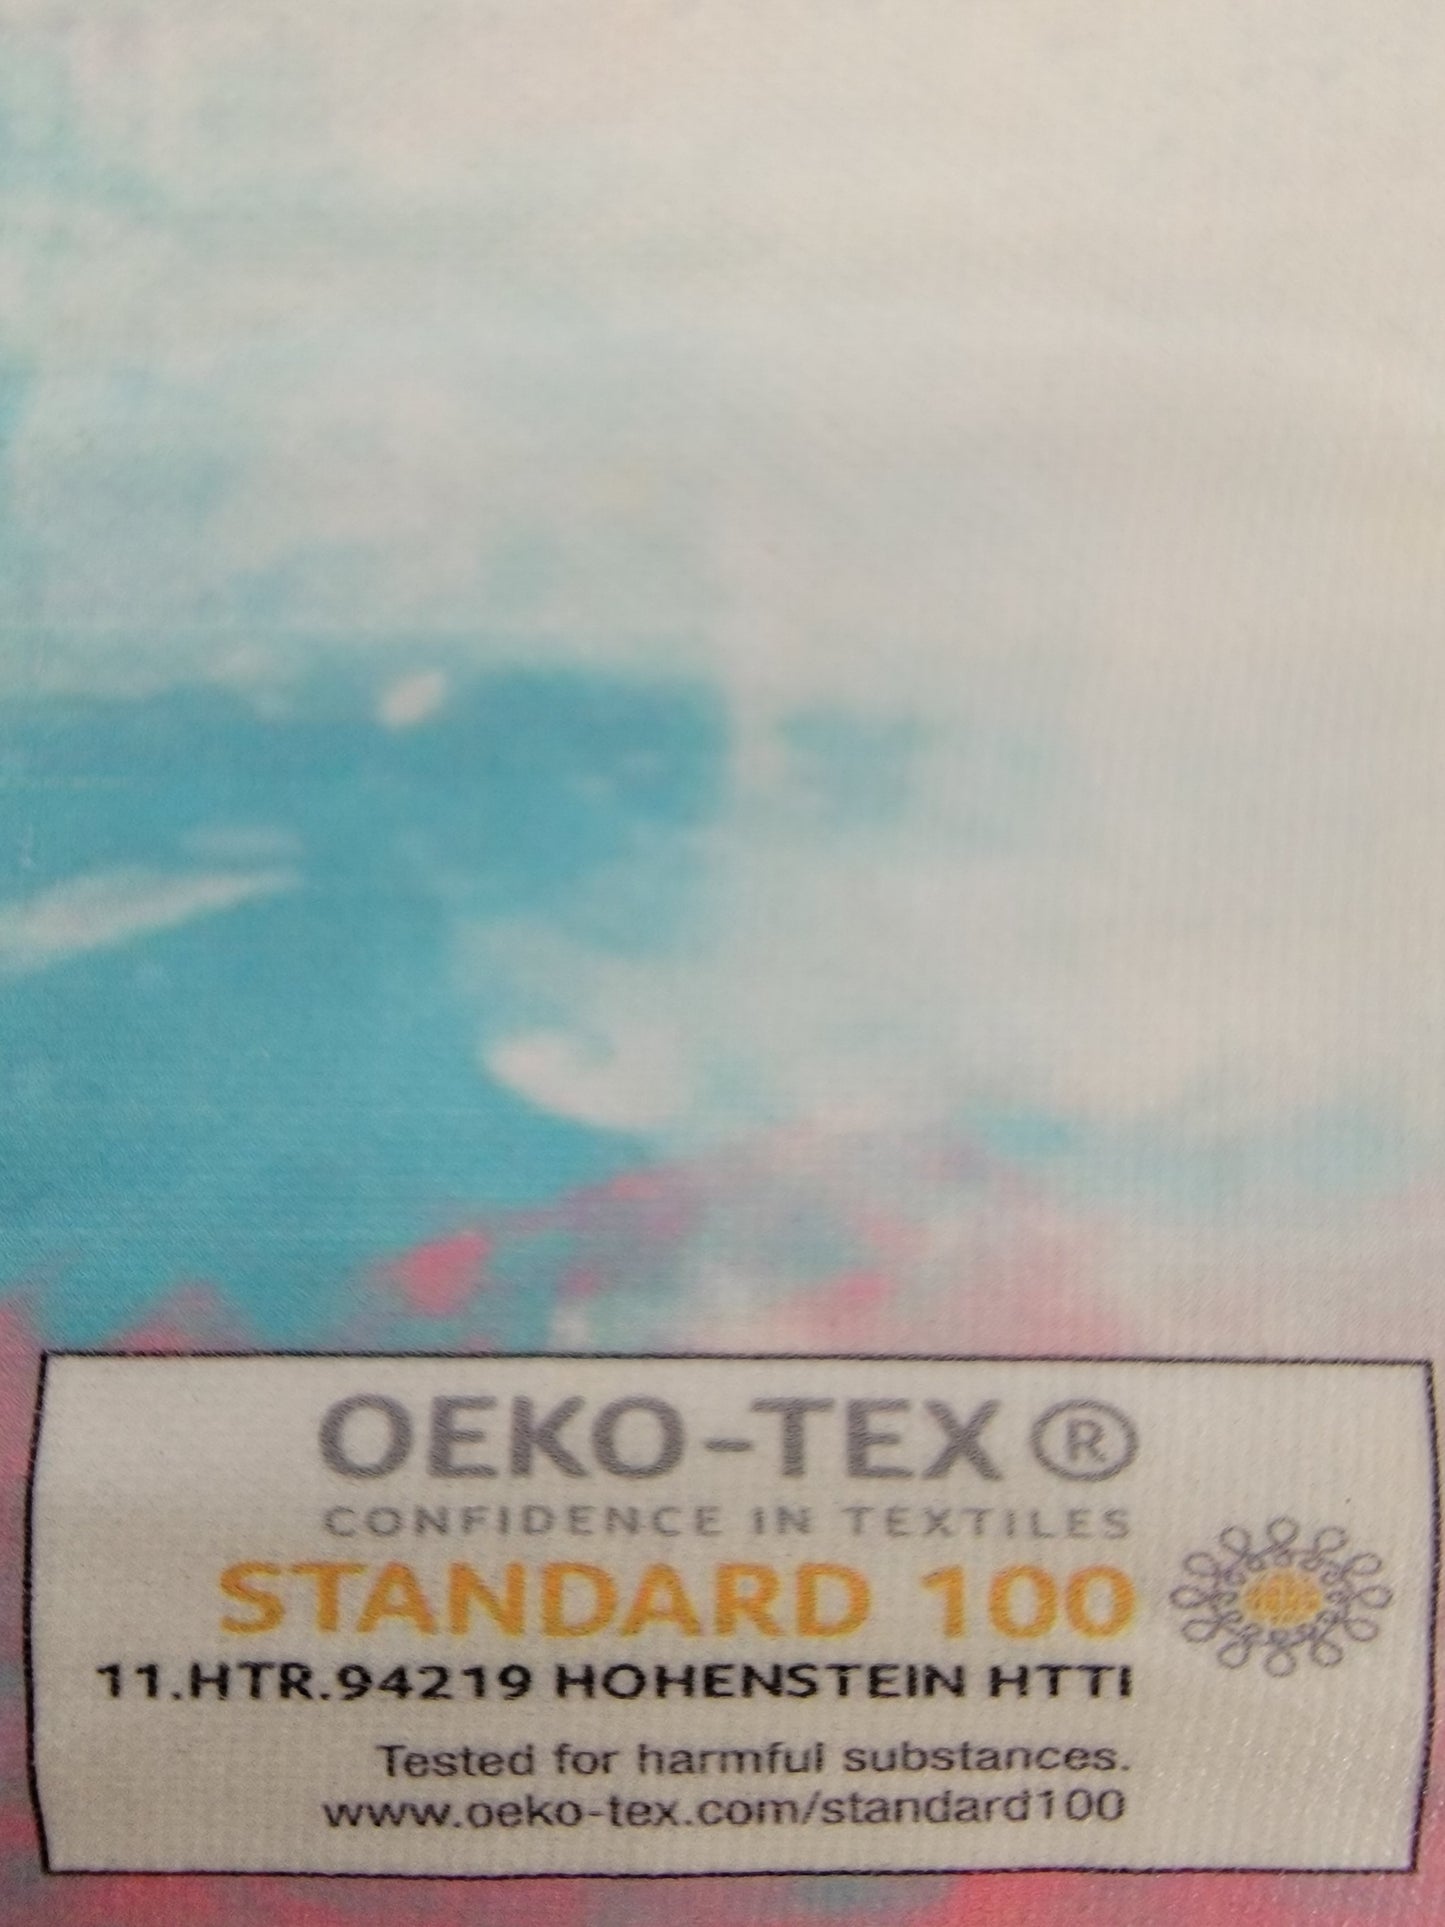 OEKO-TEX®
CONFIDENCE IN TEXTILES
STANDARD 100
11.HTR.94219 HOHENSTEIN HTTI
Tested for harmful substances.
www.oeko-tex.com/standard100